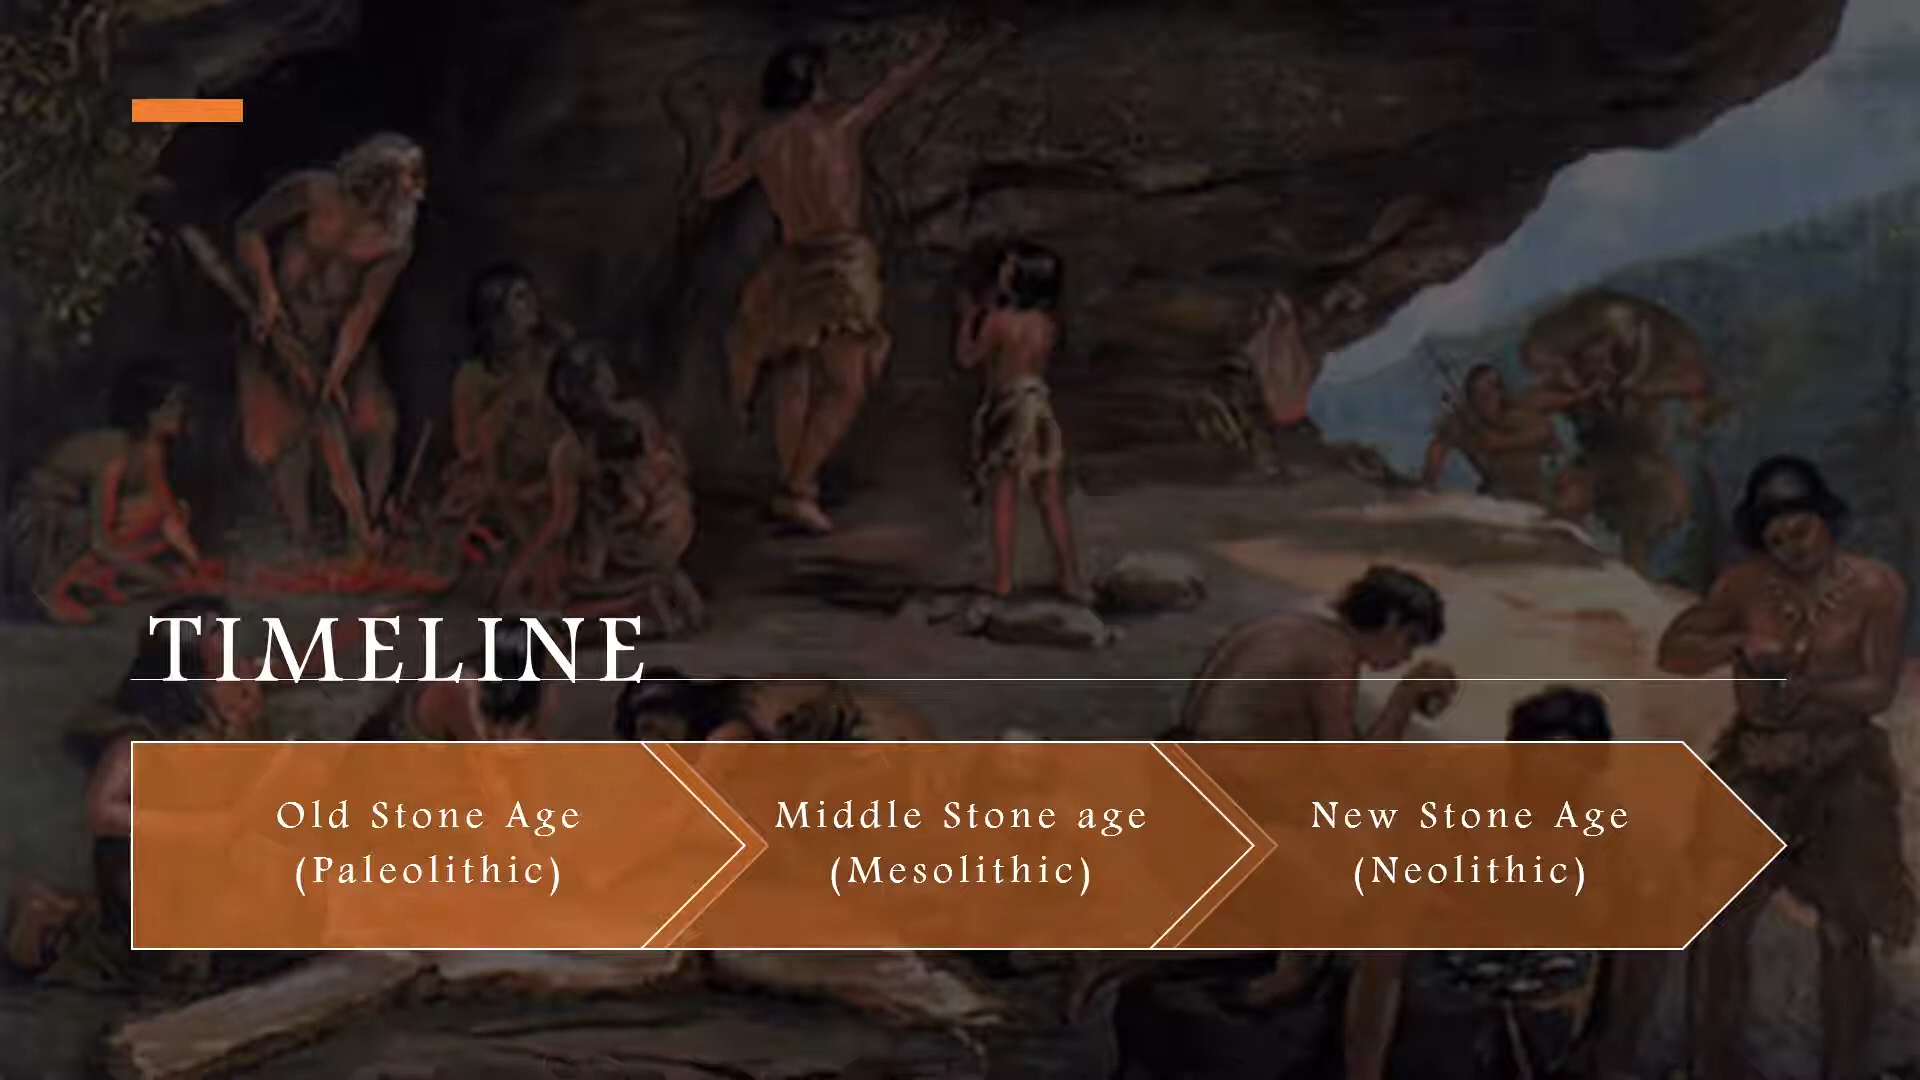 TIMELINE
Old Stone Age
(Paleolithic)
Middle Stone age
(Mesolithic)
New Stone Age
(Neolithic)